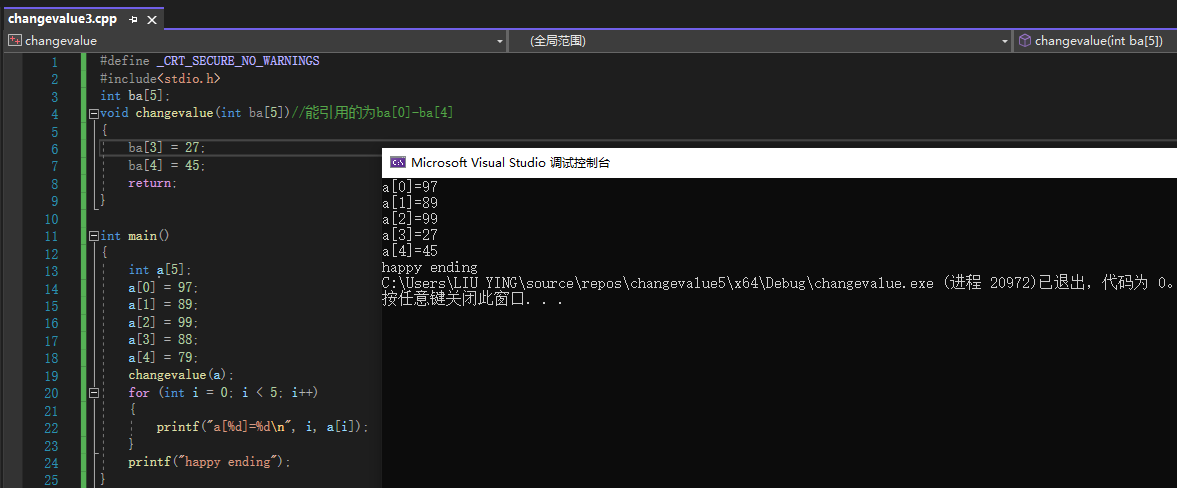 changevalue3.cpp
changevalue
(全局范围)
changevalue(int ba[5])
1 #define _CRT_SECURE_NO_WARNINGS
2 #include<stdio.h>
3 int ba[5];
4 void changevalue(int ba[5])//能引用的为ba[0]-ba[4]
5 {
6 ba[3] = 27;
7 ba[4] = 45;
8 return;
9 }
10
11 int main()
12 {
13 int a[5];
14 a[0] = 97;
15 a[1] = 89;
16 a[2] = 99;
17 a[3] = 88;
18 a[4] = 79;
19 changevalue(a);
20 for (int i = 0; i < 5; i++)
21 {
22 printf("a[%d]=%d\n", i, a[i]);
23 }
24 printf("happy ending");
25 }
Microsoft Visual Studio 调试控制台
a[0]=97
a[1]=89
a[2]=99
a[3]=27
a[4]=45
happy ending
C:\Users\LIU YING\source\repos\changevalue5\x64\Debug\changevalue.exe (进程 20972)已退出，代码为 0。
按任意键关闭此窗口. . .